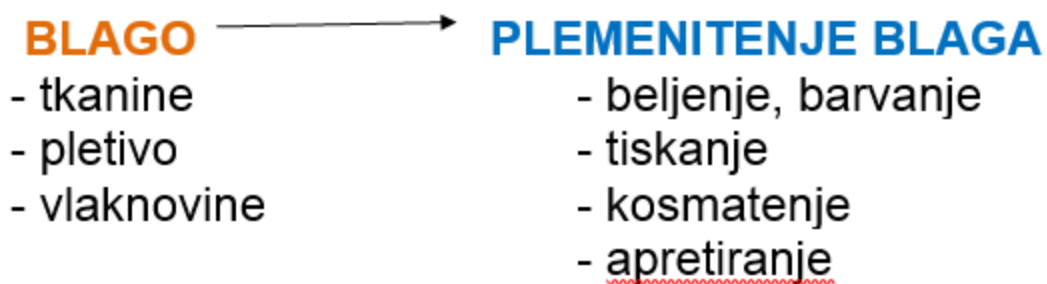 BLAGO
- tkanine
- pletivo
- vlaknovine
PLEMENITENJE BLAGA
- beljenje, barvanje
- tiskanje
- kosmatenje
- apretiranje